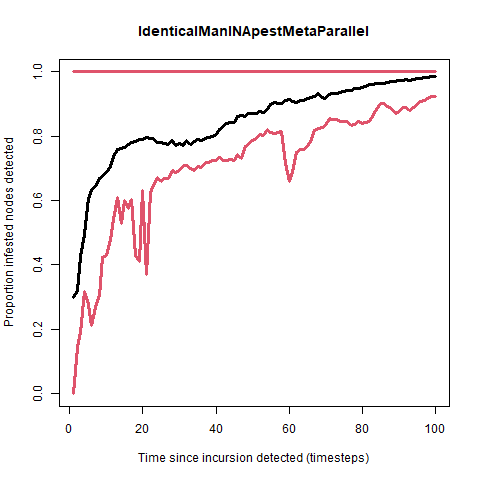 IdenticalManINApestMetaParallel
Proportion infested nodes detected
1.0
0.8
0.6
0.4
0.2
0.0
0 20 40 60 80 100
Time since incursion detected (timesteps)